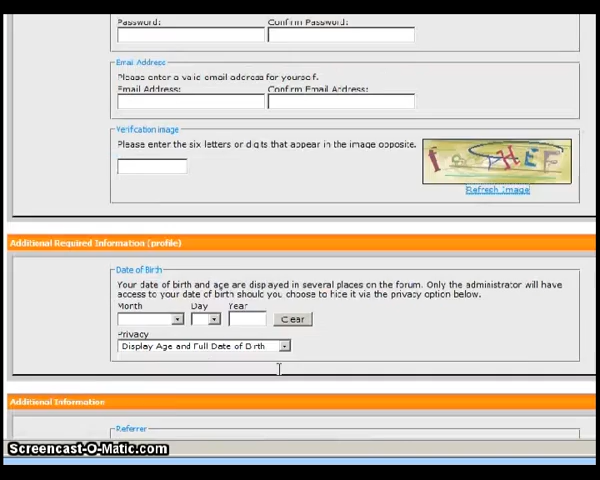 Password: Confirm Password:
Email Address
Please enter a valid email address for yourself.
Email Address: Confirm Email Address:
Verification image
Please enter the six letters or digits that appear in the image opposite.
Refresh Image
Additional Required Information (profile)
Date of Birth
Your date of birth and age are displayed in several places on the forum. Only the administrator will have
access to your date of birth should you choose to hide it via the privacy option below.
Month Day Year
Clear
Privacy
Display Age and Full Date of Birth
Additional Information
Referrer
Screencast-O-Matic.com